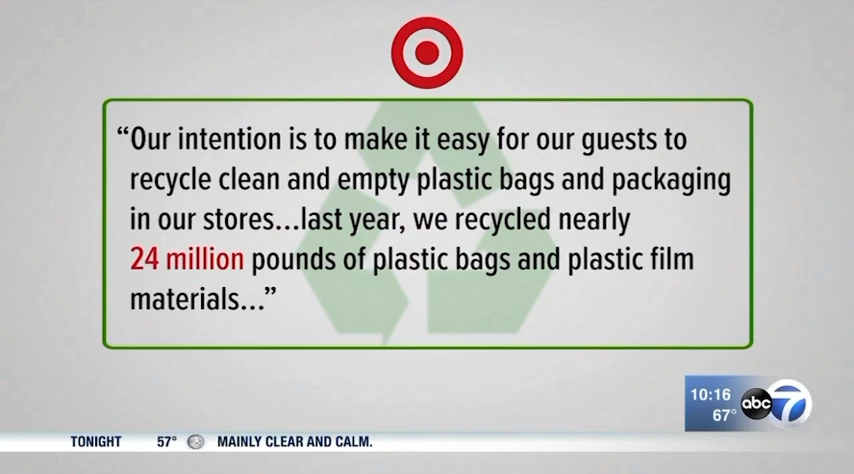 “Our intention is to make it easy for our guests to
recycle clean and empty plastic bags and packaging
in our stores...last year, we recycled nearly
24 million pounds of plastic bags and plastic film
materials...”
10:16
67°
abc 7
TONIGHT 57° MAINLY CLEAR AND CALM.